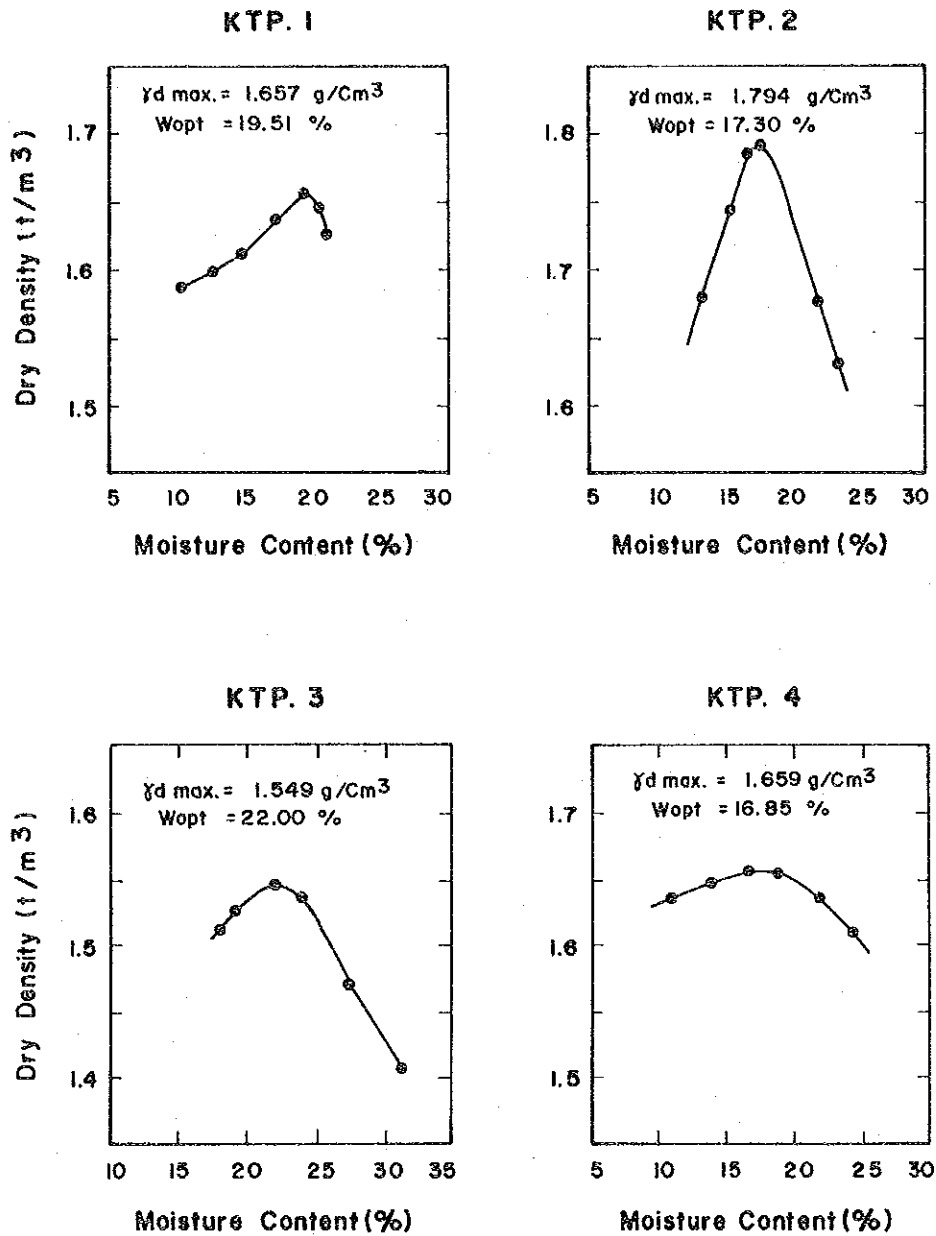 KTP. 1
γd max. = 1.657 g/Cm3
Wopt = 19.51 %
1.7
1.6
1.5
Dry Density (t/m3)
5 10 15 20 25 30
Moisture Content (%)
KTP. 2
γd max. = 1.794 g/Cm3
Wopt = 17.30 %
1.8
1.7
1.6
5 10 15 20 25 30
Moisture Content (%)
KTP. 3
γd max. = 1.549 g/Cm3
Wopt = 22.00 %
1.6
1.5
1.4
Dry Density (t/m3)
10 15 20 25 30 35
Moisture Content (%)
KTP. 4
γd max. = 1.659 g/Cm3
Wopt = 16.85 %
1.7
1.6
1.5
5 10 15 20 25 30
Moisture Content (%)